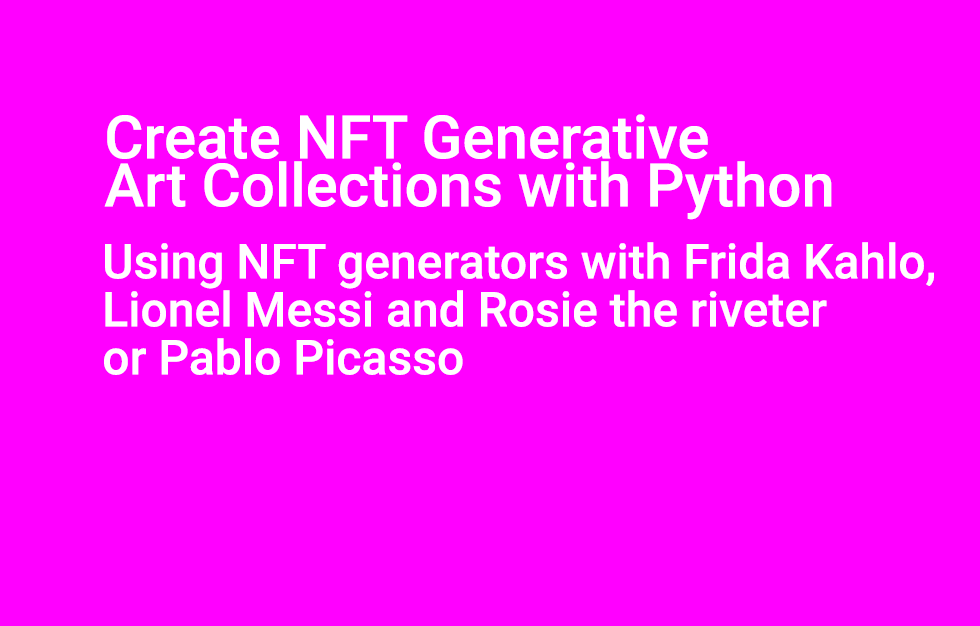 Create NFT Generative
Art Collections with Python
Using NFT generators with Frida Kahlo,
Lionel Messi and Rosie the riveter
or Pablo Picasso